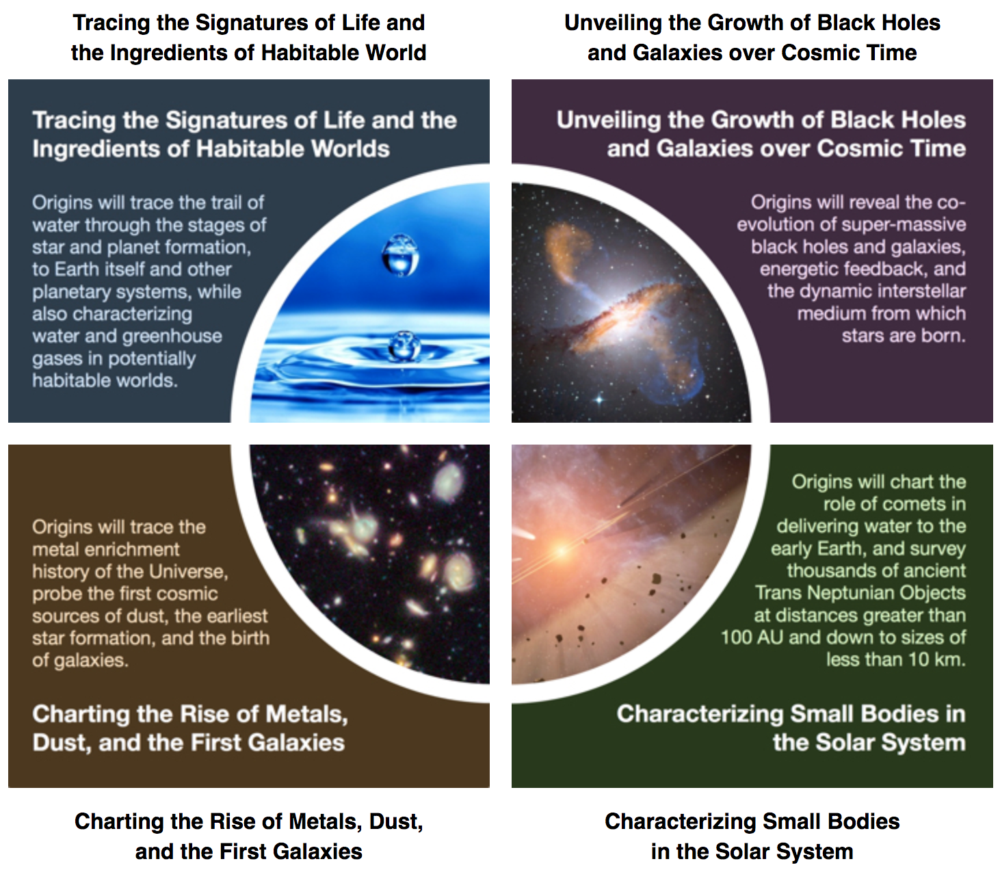 Tracing the Signatures of Life and
the Ingredients of Habitable World
Unveiling the Growth of Black Holes
and Galaxies over Cosmic Time
Tracing the Signatures of Life and the
Ingredients of Habitable Worlds
Origins will trace the trail of
water through the stages of
star and planet formation,
to Earth itself and other
planetary systems, while
also characterizing
water and greenhouse
gases in potentially
habitable worlds.
Unveiling the Growth of Black Holes
and Galaxies over Cosmic Time
Origins will reveal the co-
evolution of super-massive
black holes and galaxies,
energetic feedback, and
the dynamic interstellar
medium from which
stars are born.
Origins will trace the
metal enrichment
history of the Universe,
probe the first cosmic
sources of dust, the earliest
star formation, and the birth
of galaxies.
Charting the Rise of Metals,
Dust, and the First Galaxies
Origins will chart the
role of comets in
delivering water to the
early Earth, and survey
thousands of ancient
Trans Neptunian Objects
at distances greater than
100 AU and down to sizes of
less than 10 km.
Characterizing Small Bodies in
the Solar System
Charting the Rise of Metals, Dust,
and the First Galaxies
Characterizing Small Bodies
in the Solar System